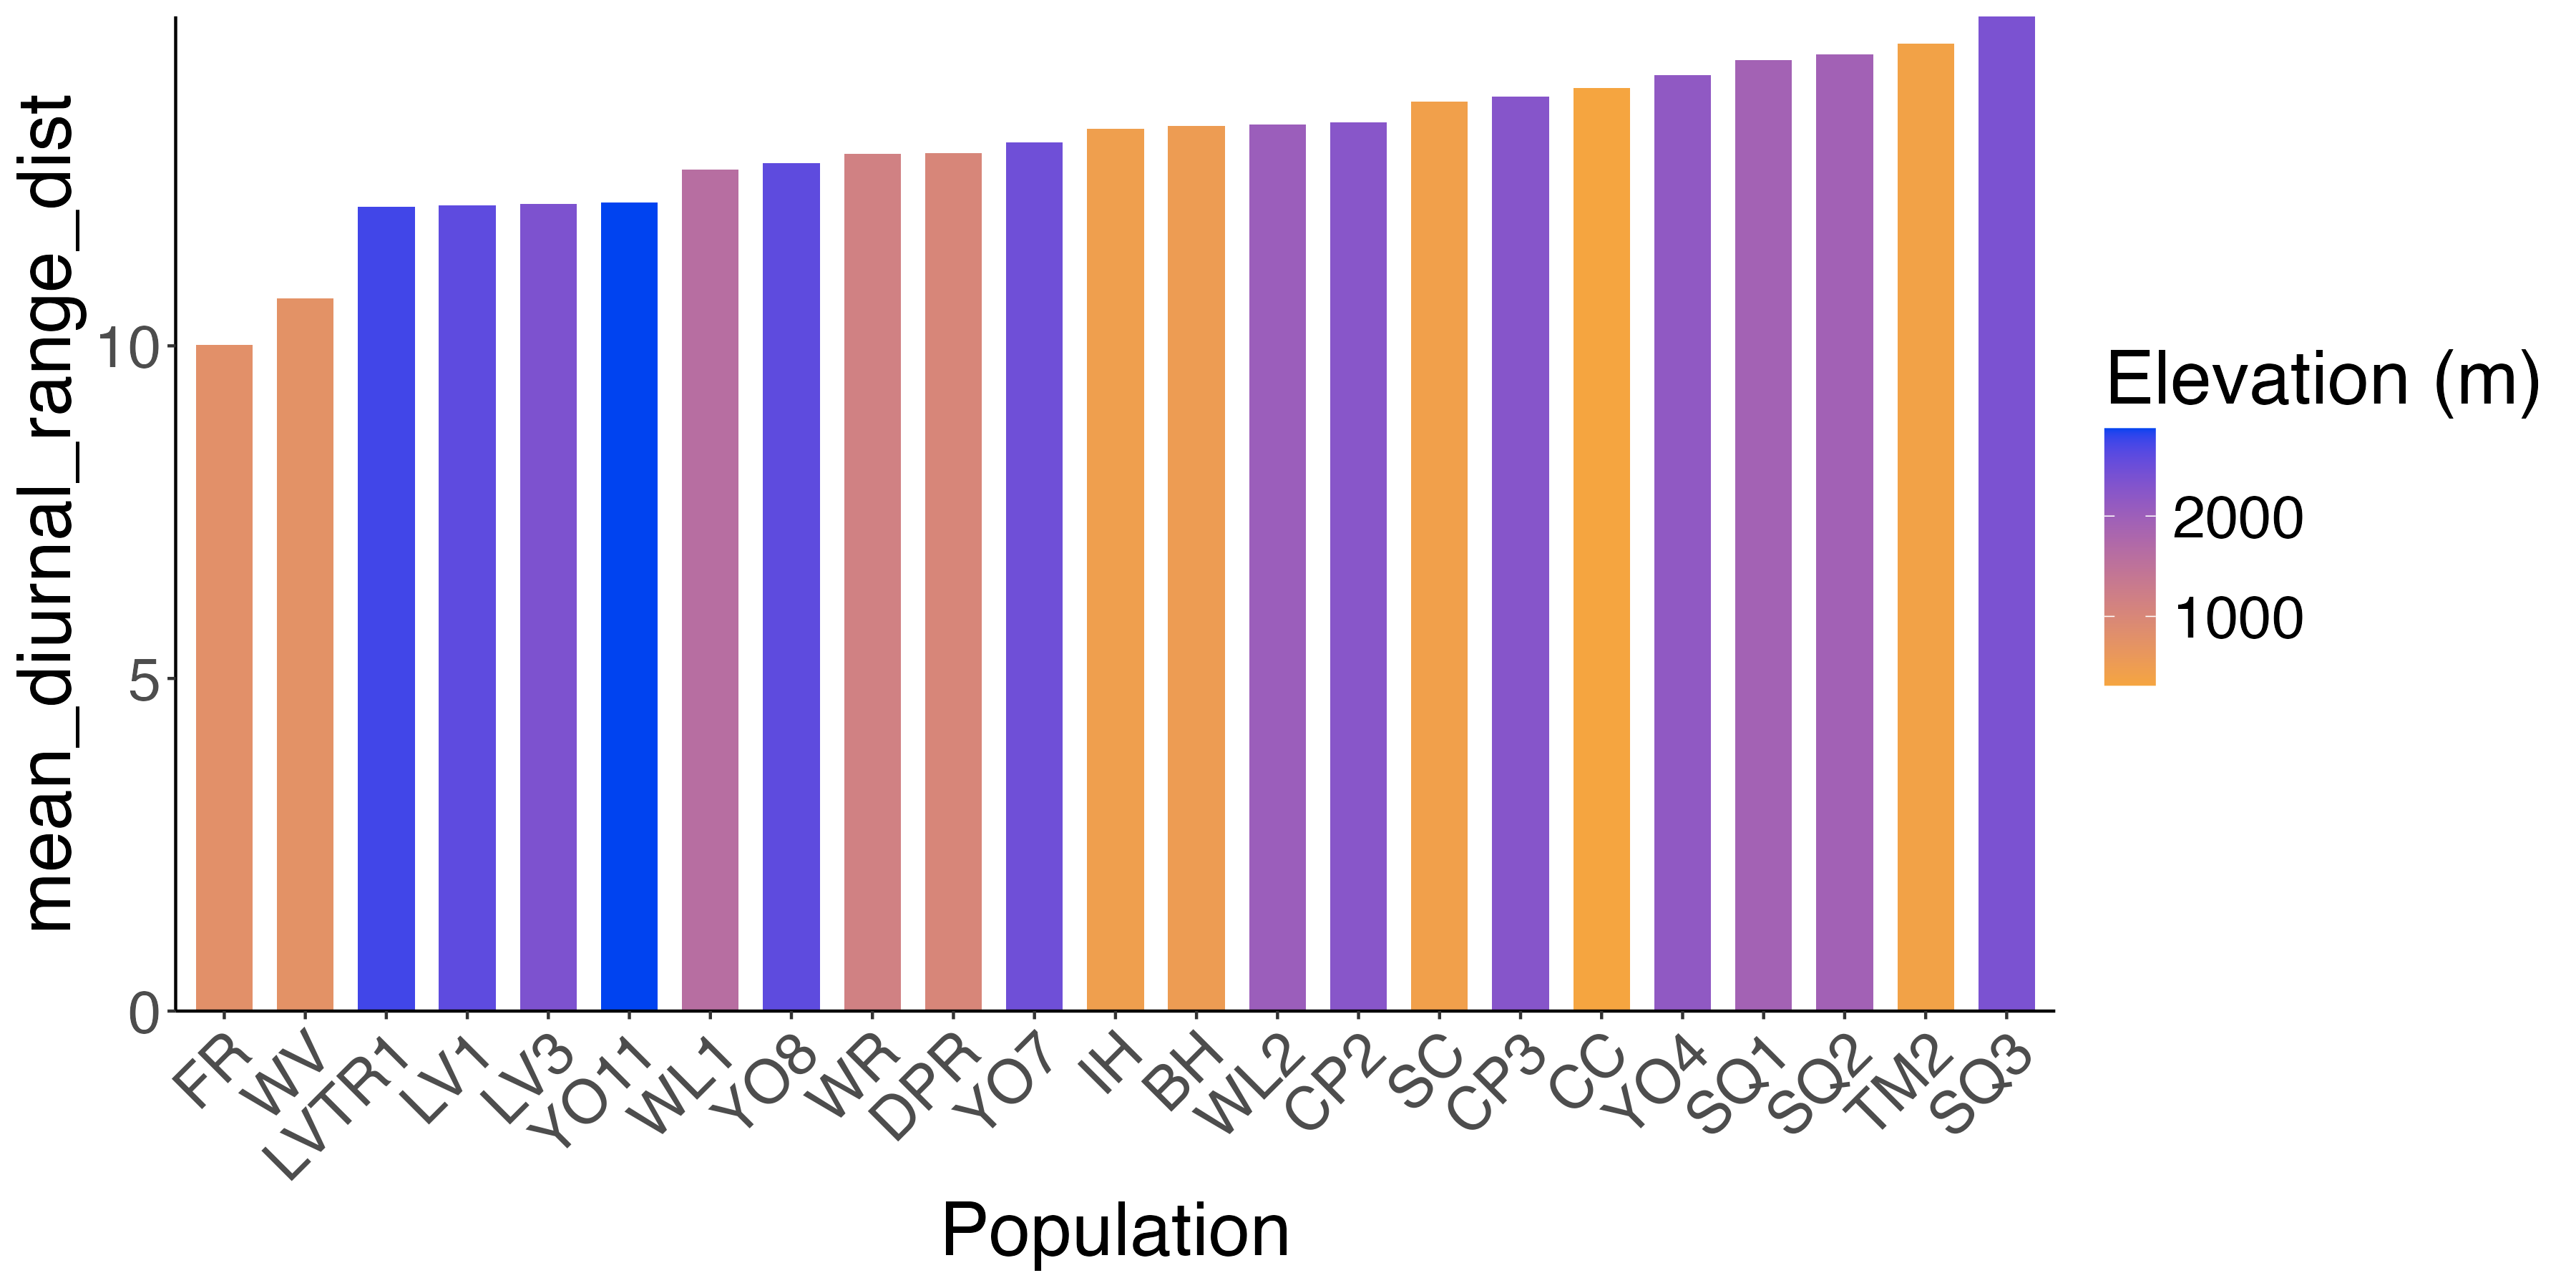 mean_diurnal_range_dist
10
5
0
FR
WV
LVTR1
LV1
LV3
YO11
WL1
YO8
WR
DPR
YO7
IH
BH
WL2
CP2
SC
CP3
CC
YO4
SQ1
SQ2
TM2
SQ3
Population
Elevation (m)
2000
1000